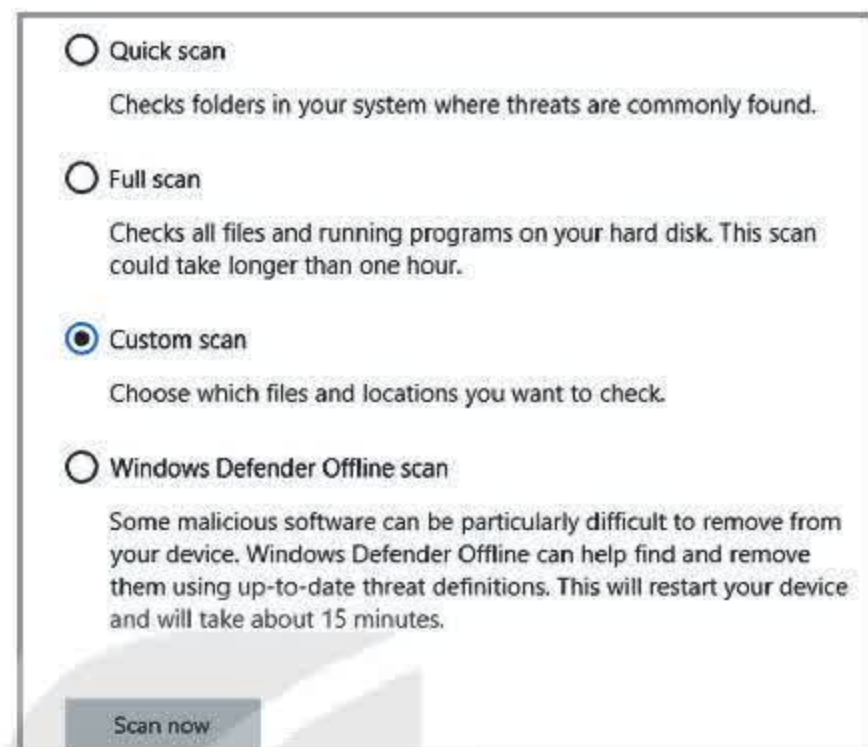 Quick scan
Checks folders in your system where threats are commonly found.
Full scan
Checks all files and running programs on your hard disk. This scan
could take longer than one hour.
Custom scan
Choose which files and locations you want to check.
Windows Defender Offline scan
Some malicious software can be particularly difficult to remove from
your device. Windows Defender Offline can help find and remove
them using up-to-date threat definitions. This will restart your device
and will take about 15 minutes.
Scan now